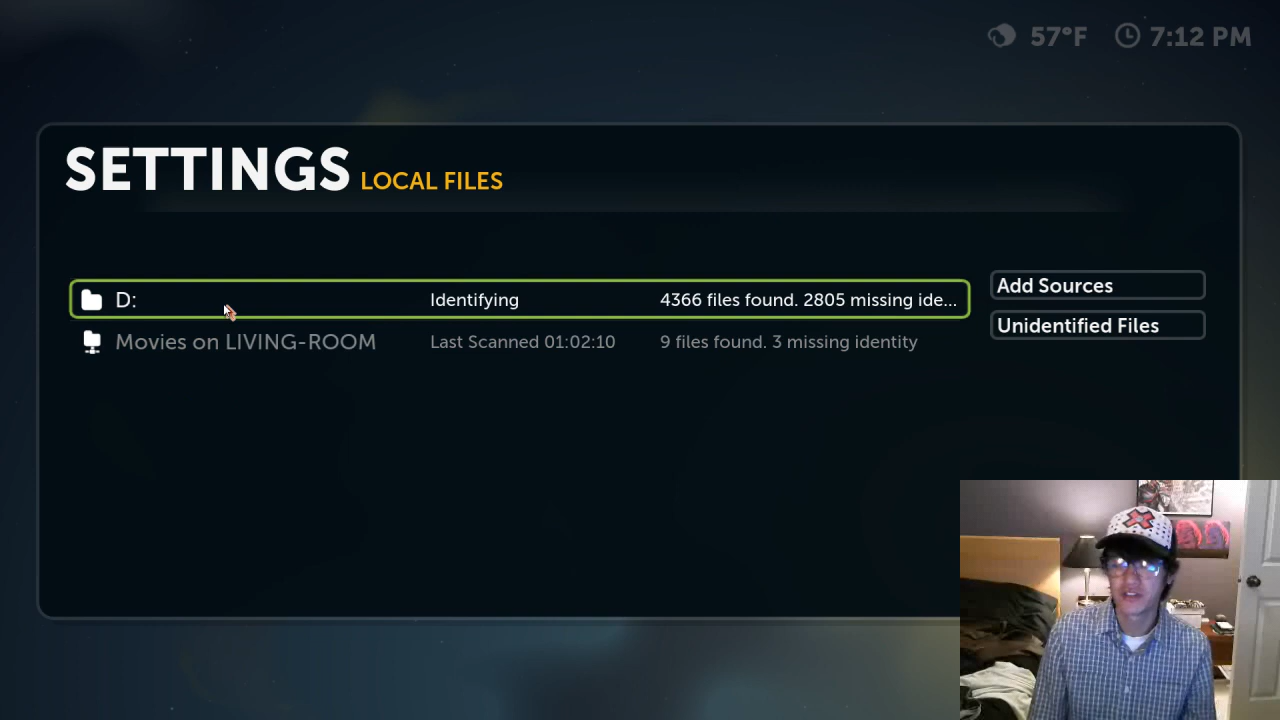 57°F 7:12 PM
SETTINGS LOCAL FILES
D: Identifying 4366 files found. 2805 missing ide...
Movies on LIVING-ROOM Last Scanned 01:02:10 9 files found. 3 missing identity
Add Sources
Unidentified Files